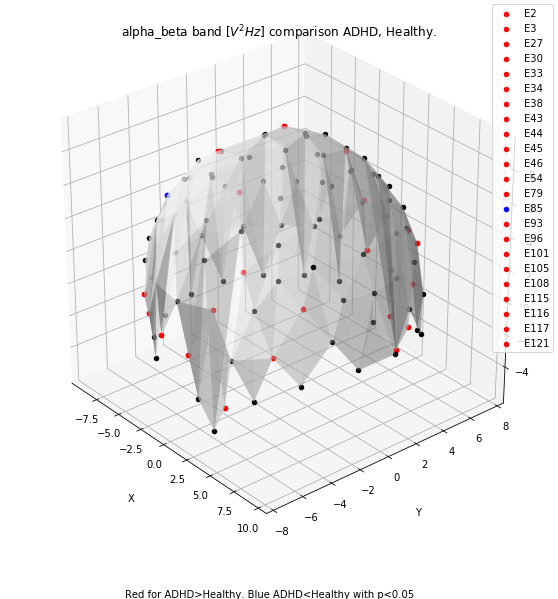 alpha_beta band [V²Hz] comparison ADHD, Healthy.
E2
E3
E27
E30
E33
E34
E38
E43
E44
E45
E46
E54
E79
E85
E93
E96
E101
E105
E108
E115
E116
E117
E121
−4
−7.5
−5.0
−2.5
0.0
2.5
5.0
7.5
10.0
X
−8
−6
−4
−2
0
2
4
6
8
Y
Red for ADHD>Healthy. Blue ADHD<Healthy with p<0.05